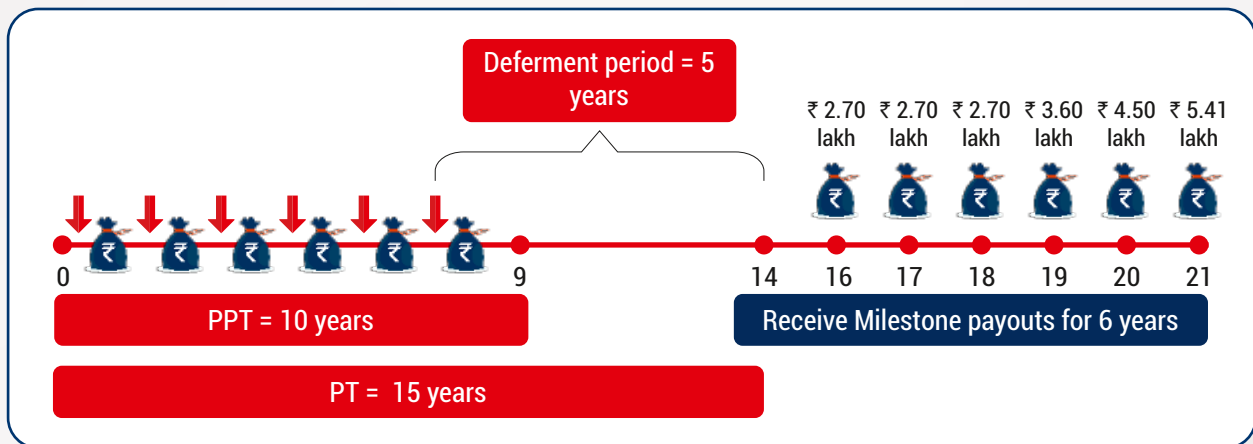 Deferment period = 5
years
₹ 2.70 ₹ 2.70 ₹ 2.70 ₹ 3.60 ₹ 4.50 ₹ 5.41
lakh lakh lakh lakh lakh lakh
₹ ₹ ₹ ₹ ₹ ₹
₹ ₹ ₹ ₹ ₹ ₹
0 9 14 16 17 18 19 20 21
PPT = 10 years
Receive Milestone payouts for 6 years
PT = 15 years